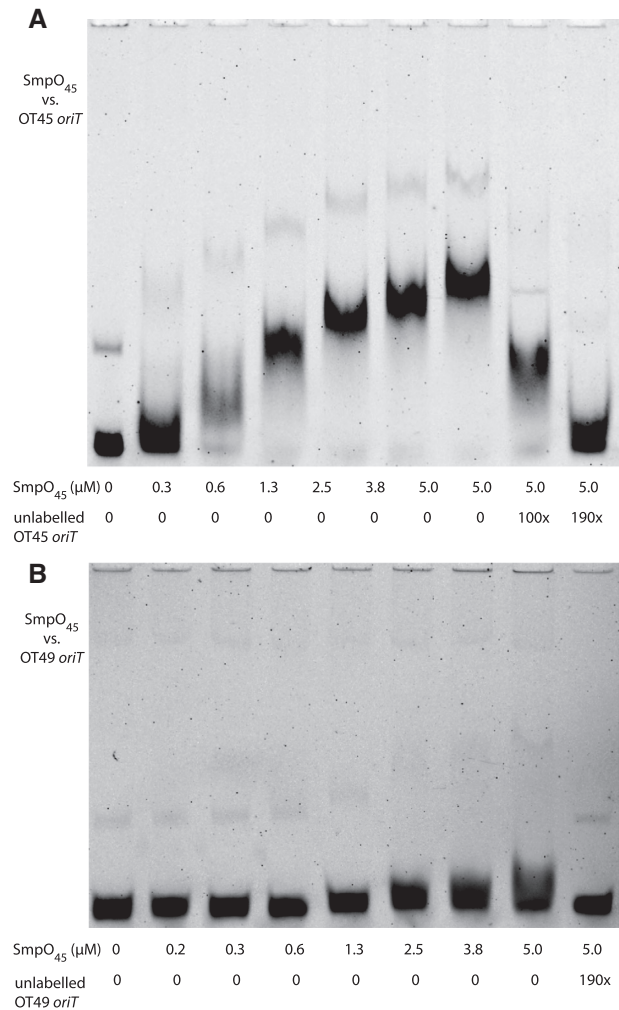 A
SmpO45
vs.
OT45 oriT
SmpO45 (μM) 0 0.3 0.6 1.3 2.5 3.8 5.0 5.0 5.0 5.0
unlabelled 0 0 0 0 0 0 0 0 100x 190x
OT45 oriT
B
SmpO45
vs.
OT49 oriT
SmpO45 (μM) 0 0.2 0.3 0.6 1.3 2.5 3.8 5.0 5.0
unlabelled 0 0 0 0 0 0 0 0 190x
OT49 oriT